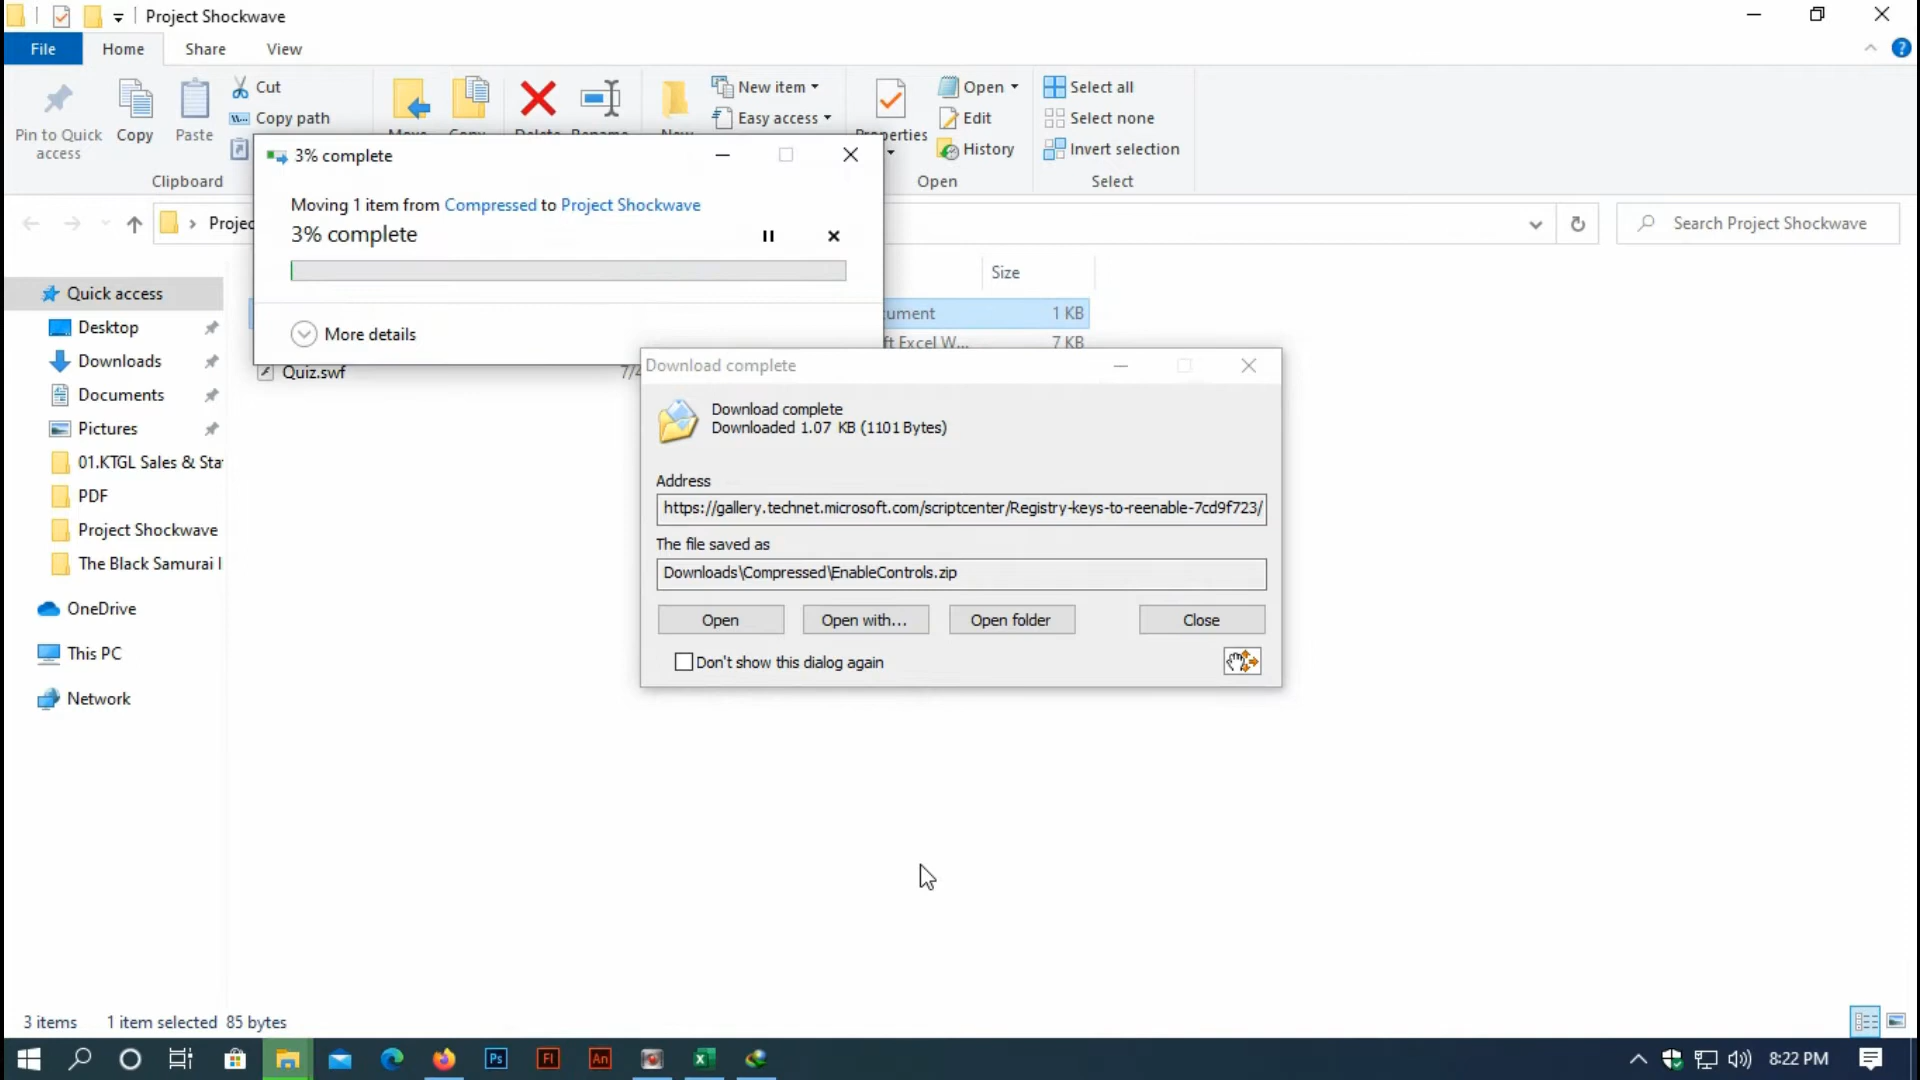 Project Shockwave
File
Home
Share
View
Pin to Quick access
Copy
Paste
Cut
Copy path
Clipboard
New item
Easy access
Properties
Open
Edit
History
Open
Select all
Select none
Invert selection
Select
3% complete
Moving 1 item from Compressed to Project Shockwave
3% complete
More details
Search Project Shockwave
Size
1 KB
7 KB
Quiz.swf
Quick access
Desktop
Downloads
Documents
Pictures
01.KTGL Sales & Sta
PDF
Project Shockwave
The Black Samurai
OneDrive
This PC
Network
Download complete
Download complete
Downloaded 1.07 KB (1101 Bytes)
Address
https://gallery.technet.microsoft.com/scriptcenter/Registry-keys-to-reenable-7cd9f723/
The file saved as
Downloads\Compressed\EnableControls.zip
Open
Open with...
Open folder
Close
Don't show this dialog again
3 items
1 item selected 85 bytes
Ps
Fl
An
8:22 PM